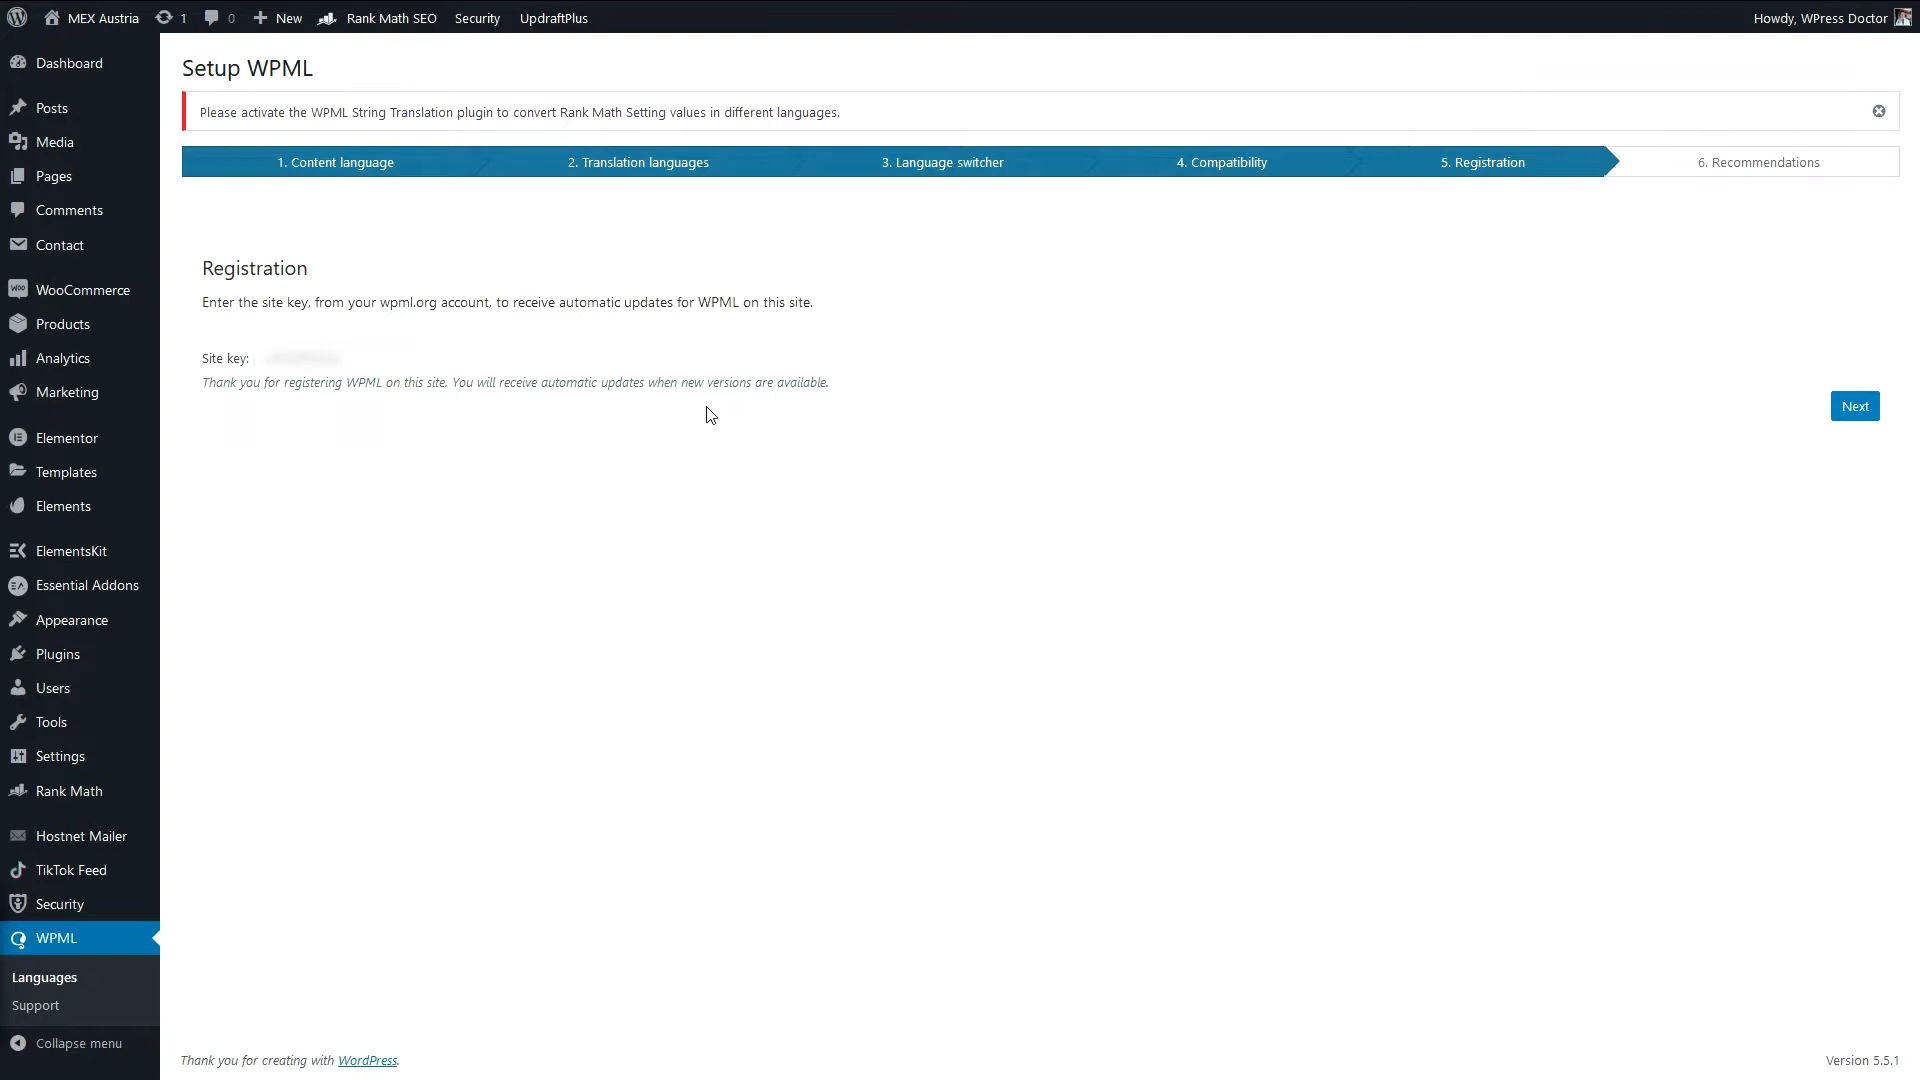 MEX Austria
1
0
New
Rank Math SEO
Security
UpdraftPlus
Howdy, WPress Doctor
Dashboard
Posts
Media
Pages
Comments
Contact
WooCommerce
Products
Analytics
Marketing
Elementor
Templates
Elements
ElementsKit
Essential Addons
Appearance
Plugins
Users
Tools
Settings
Rank Math
Hostnet Mailer
TikTok Feed
Security
WPML
Languages
Support
Collapse menu
Setup WPML
Please activate the WPML String Translation plugin to convert Rank Math Setting values in different languages.
1. Content language
2. Translation languages
3. Language switcher
4. Compatibility
5. Registration
6. Recommendations
Registration
Enter the site key, from your wpml.org account, to receive automatic updates for WPML on this site.
Site key:
Thank you for registering WPML on this site. You will receive automatic updates when new versions are available.
Next
Thank you for creating with WordPress.
Version 5.5.1